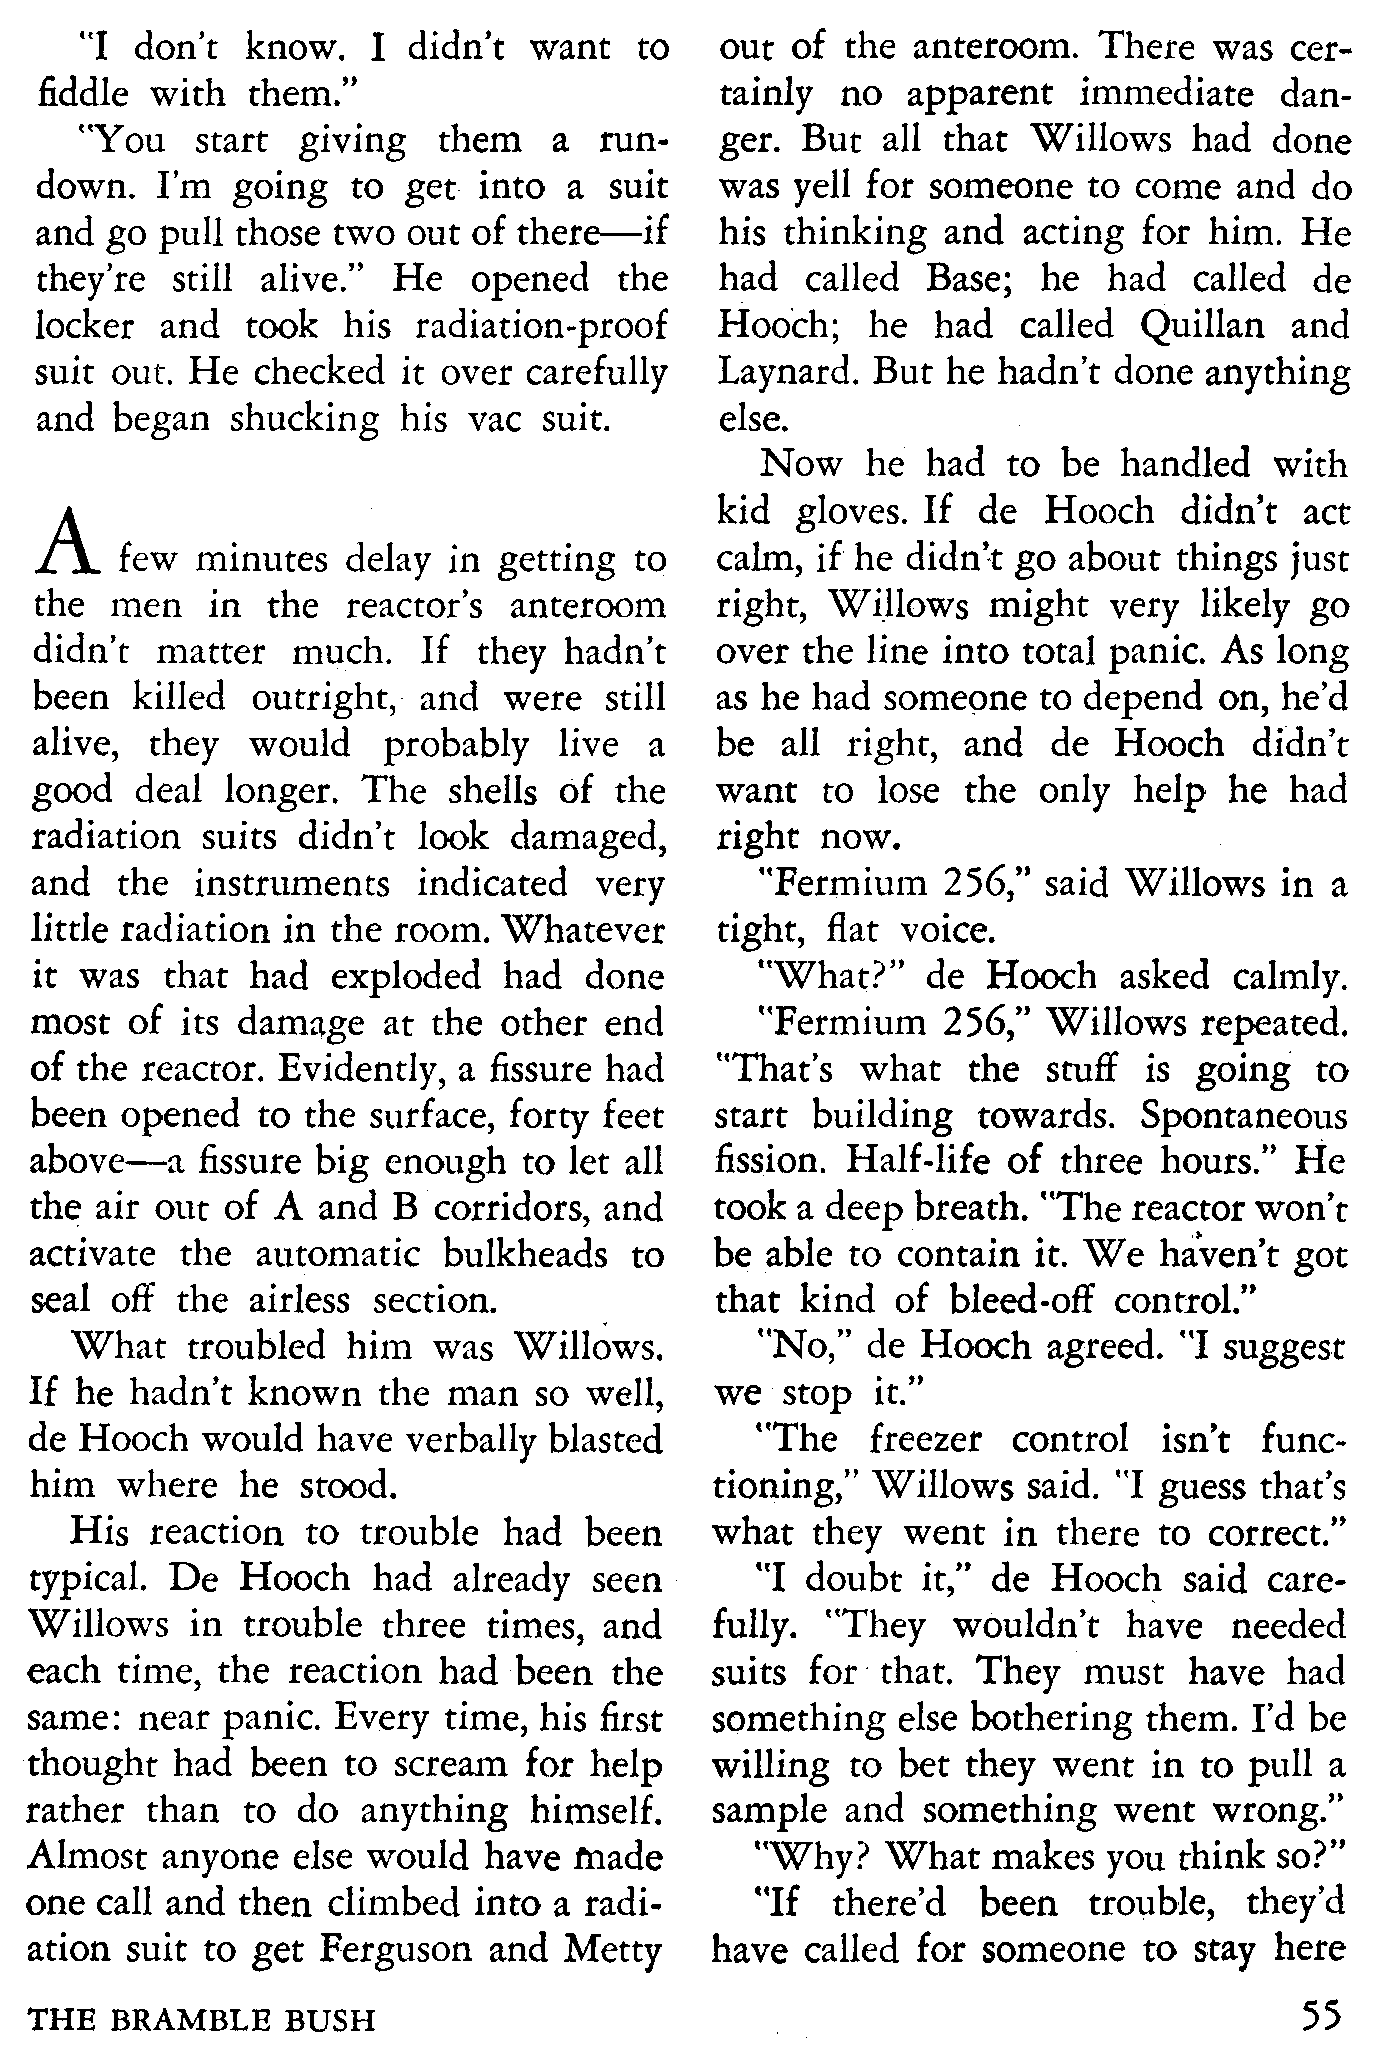 "I don't know. I didn't want to
fiddle with them."
"You start giving them a run-
down. I'm going to get into a suit
and go pull those two out of there—if
they're still alive." He opened the
locker and took his radiation-proof
suit out. He checked it over carefully
and began shucking his vac suit.
A few minutes delay in getting to
the men in the reactor's anteroom
didn't matter much. If they hadn't
been killed outright, and were still
alive, they would probably live a
good deal longer. The shells of the
radiation suits didn't look damaged,
and the instruments indicated very
little radiation in the room. Whatever
it was that had exploded had done
most of its damage at the other end
of the reactor. Evidently, a fissure had
been opened to the surface, forty feet
above—a fissure big enough to let all
the air out of A and B corridors, and
activate the automatic bulkheads to
seal off the airless section.
What troubled him was Willows.
If he hadn't known the man so well,
de Hooch would have verbally blasted
him where he stood.
His reaction to trouble had been
typical. De Hooch had already seen
Willows in trouble three times, and
each time, the reaction had been the
same: near panic. Every time, his first
thought had been to scream for help
rather than to do anything himself.
Almost anyone else would have made
one call and then climbed into a radi-
ation suit to get Ferguson and Metty
out of the anteroom. There was cer-
tainly no apparent immediate dan-
ger. But all that Willows had done
was yell for someone to come and do
his thinking and acting for him. He
had called Base; he had called de
Hooch; he had called Quillan and
Laynard. But he hadn't done anything
else.
Now he had to be handled with
kid gloves. If de Hooch didn't act
calm, if he didn't go about things just
right, Willows might very likely go
over the line into total panic. As long
as he had someone to depend on, he'd
be all right, and de Hooch didn't
want to lose the only help he had
right now.
"Fermium 256," said Willows in a
tight, flat voice.
"What?" de Hooch asked calmly.
"Fermium 256," Willows repeated.
"That's what the stuff is going to
start building towards. Spontaneous
fission. Half-life of three hours." He
took a deep breath. "The reactor won't
be able to contain it. We haven't got
that kind of bleed-off control."
"No," de Hooch agreed. "I suggest
we stop it."
"The freezer control isn't func-
tioning," Willows said. "I guess that's
what they went in there to correct."
"I doubt it," de Hooch said care-
fully. "They wouldn't have needed
suits for that. They must have had
something else bothering them. I'd be
willing to bet they went in to pull a
sample and something went wrong."
"Why? What makes you think so?"
"If there'd been trouble, they'd
have called for someone to stay here
THE BRAMBLE BUSH
55